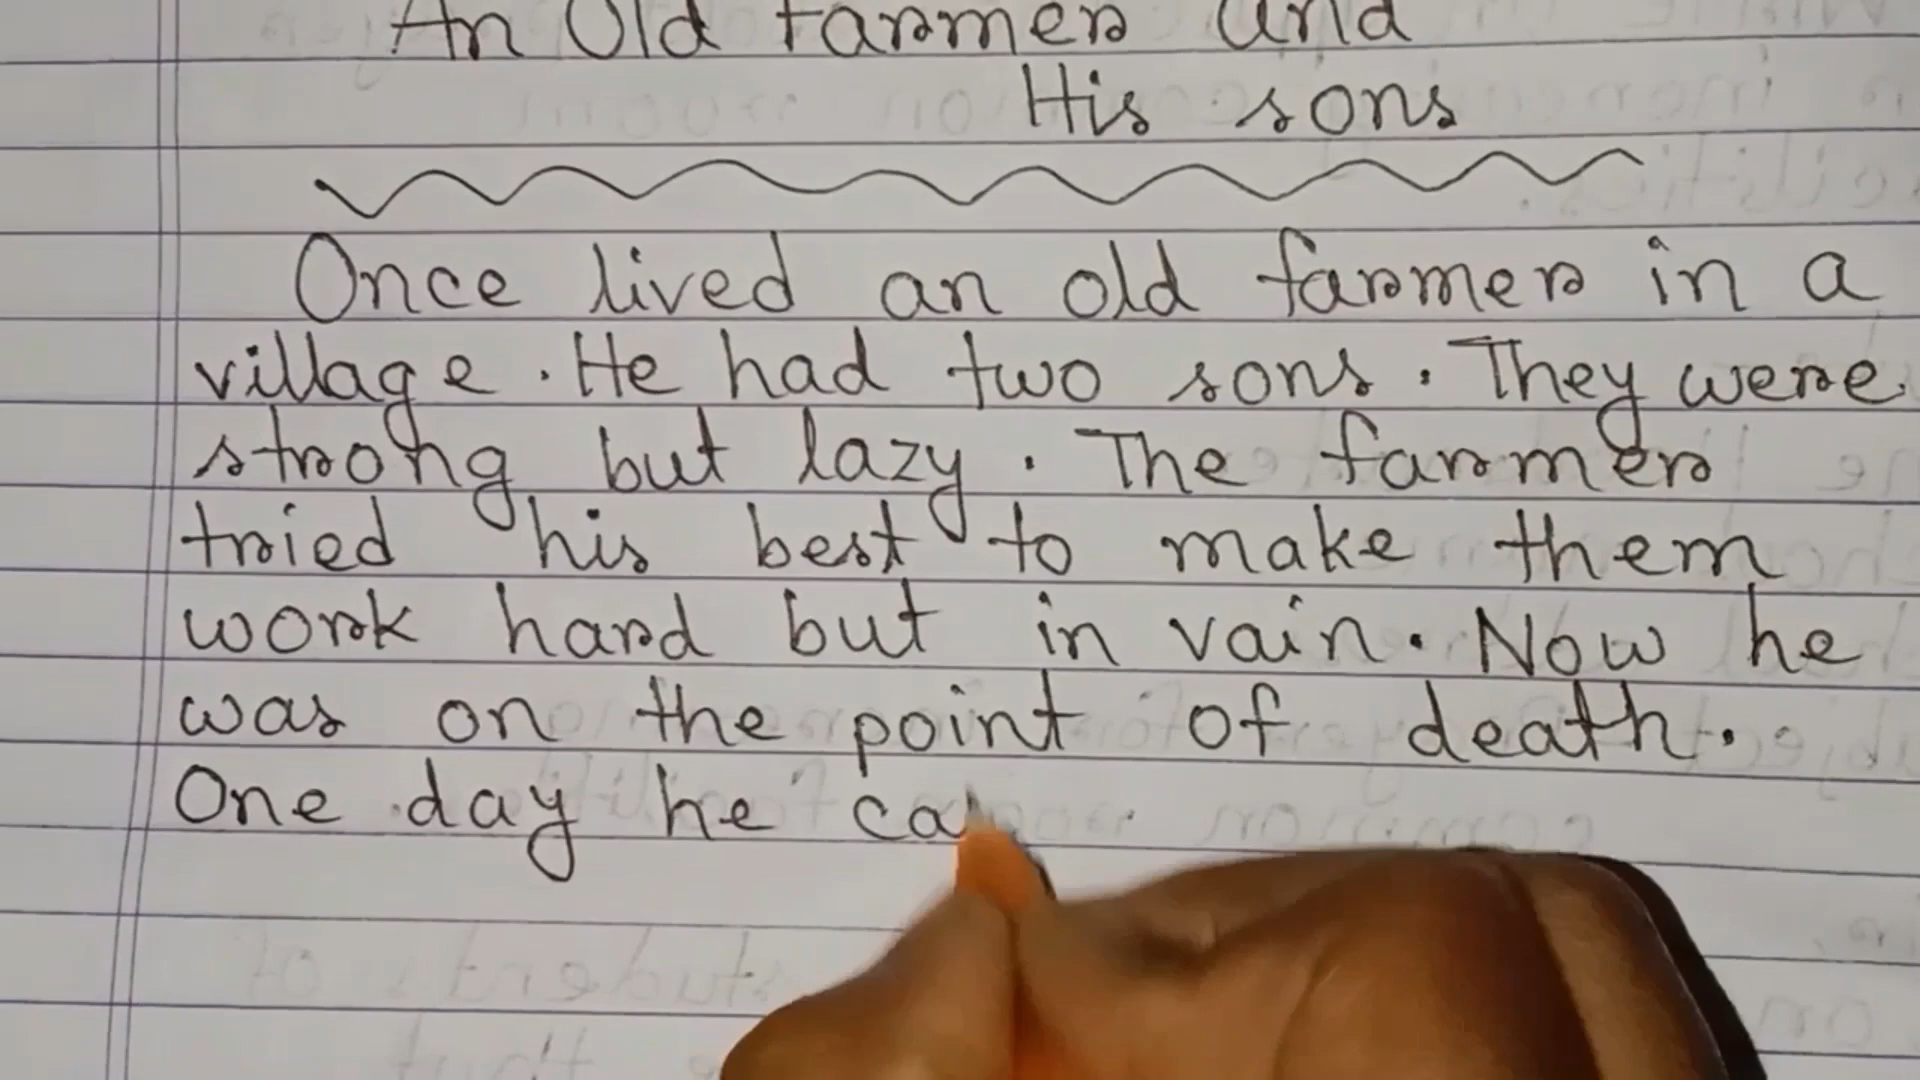 An Old Farmer and
His sons
Once lived an old farmer in a
village. He had two sons. They were
strong but lazy. The farmer
tried his best to make them
work hard but in vain. Now he
was on the point of death.
One day he ca